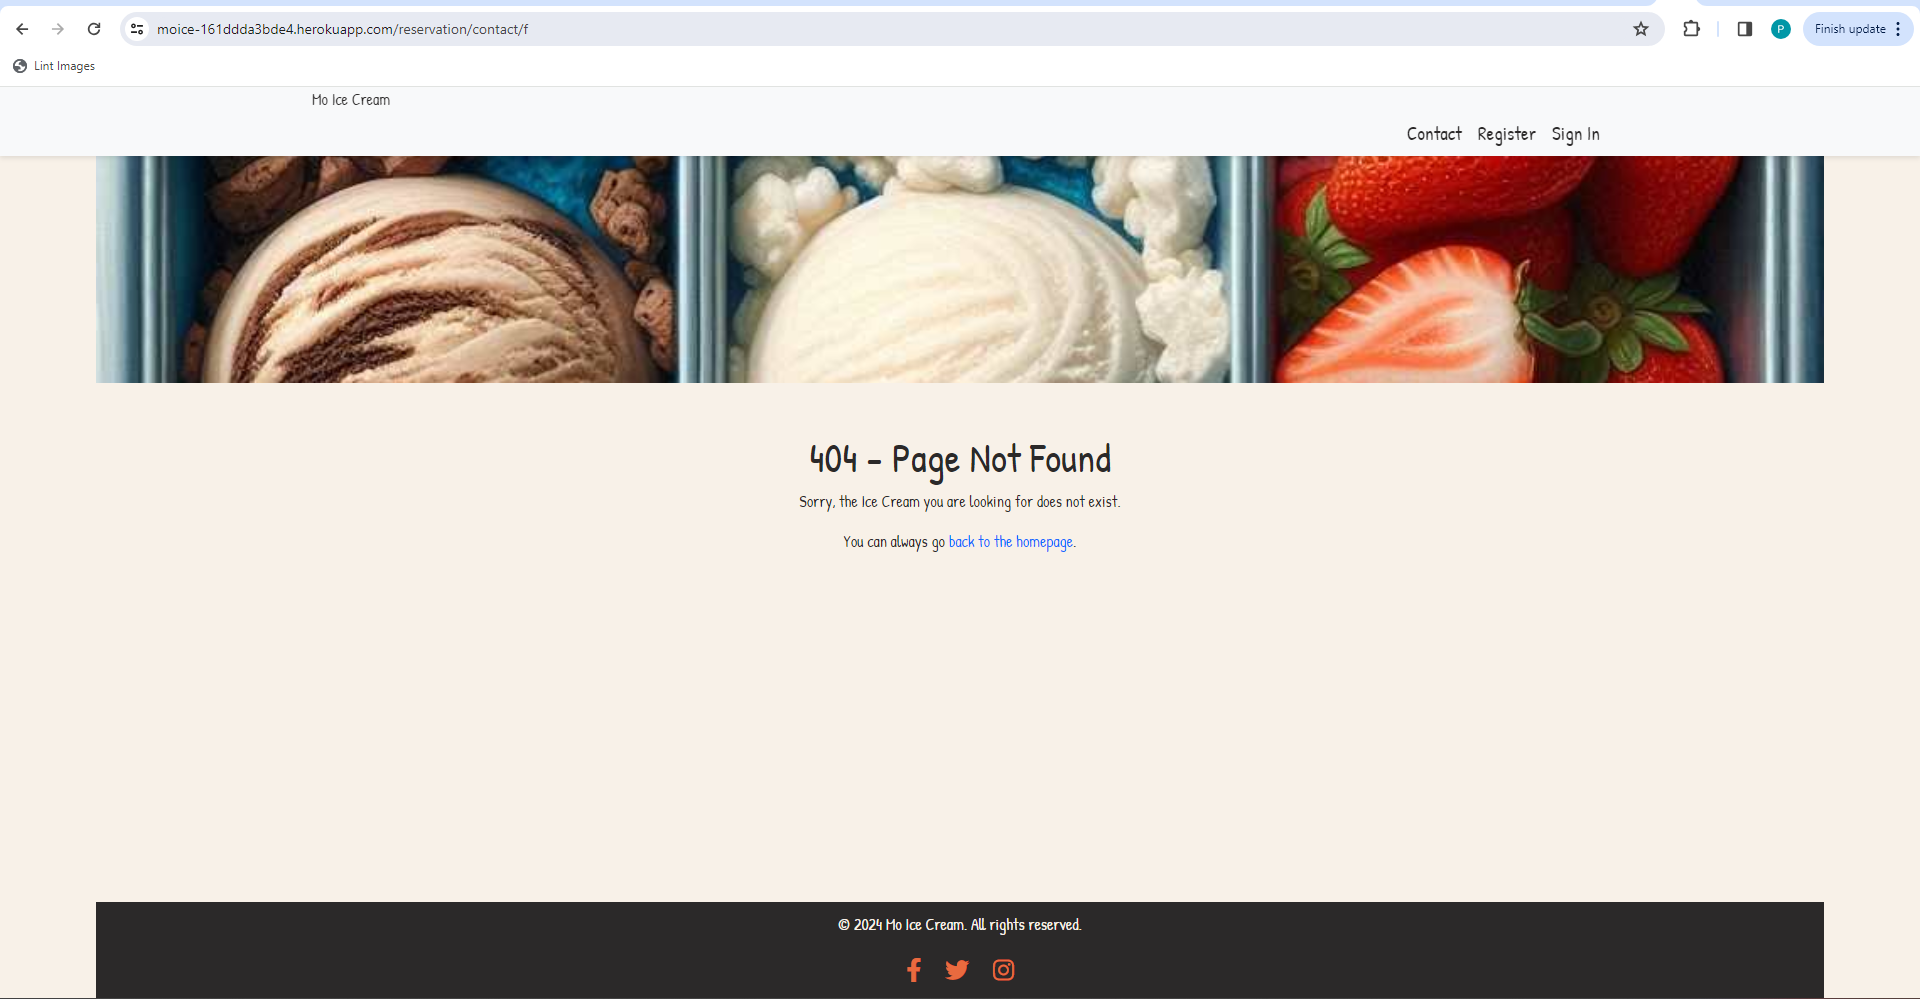 moice-161ddda3bde4.herokuapp.com/reservation/contact/f
P
Finish update
Lint Images
Mo Ice Cream
Contact Register Sign In
404 - Page Not Found
Sorry, the Ice Cream you are looking for does not exist.
You can always go back to the homepage.
© 2024 Mo Ice Cream. All rights reserved.